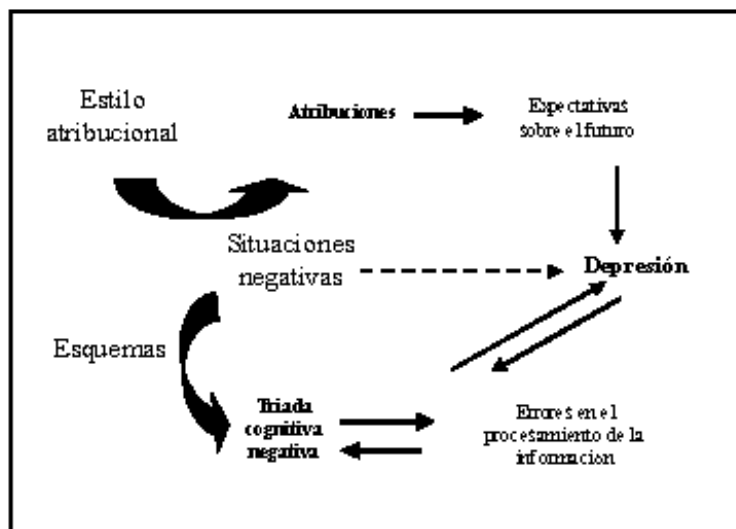 Estilo
atribucional
Atribuciones
Expectativas
sobre el futuro
Situaciones
negativas
Depresión
Esquemas
Triada
cognitiva
negativa
Errores en el
procesamiento de la
informacion